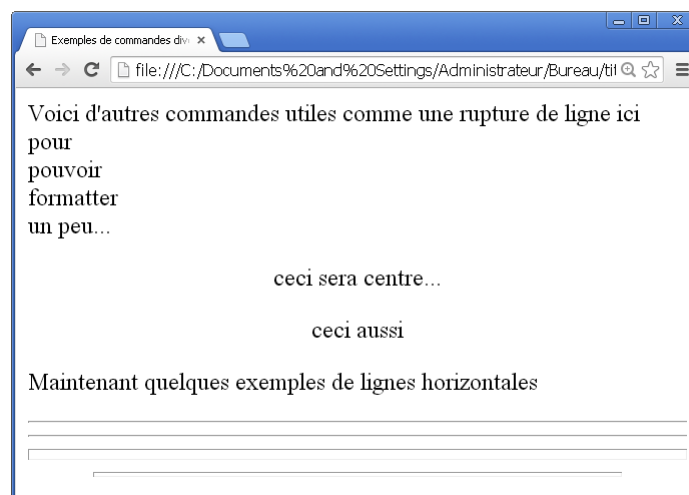 Exemples de commandes div
file:///C:/Documents%20and%20Settings/Administrateur/Bureau/tit
Voici d'autres commandes utiles comme une rupture de ligne ici
pour
pouvoir
formatter
un peu...
ceci sera centre...
ceci aussi
Maintenant quelques exemples de lignes horizontales